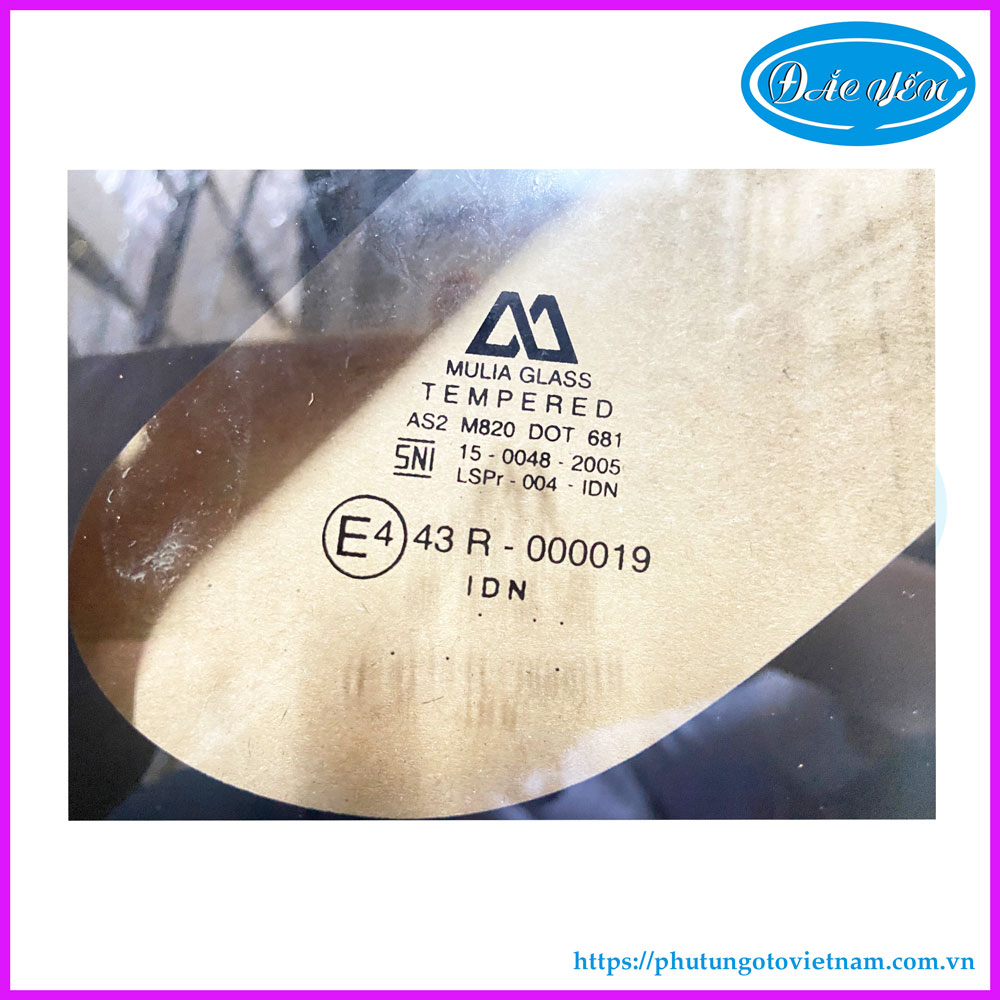 ĐẮC YẾN
MULIA GLASS
TEMPERED
AS2 M820 DOT 681
SNI 15 - 0048 - 2005
LSPr - 004 - IDN
E4 43 R - 000019
IDN
https://phutungotovietnam.com.vn